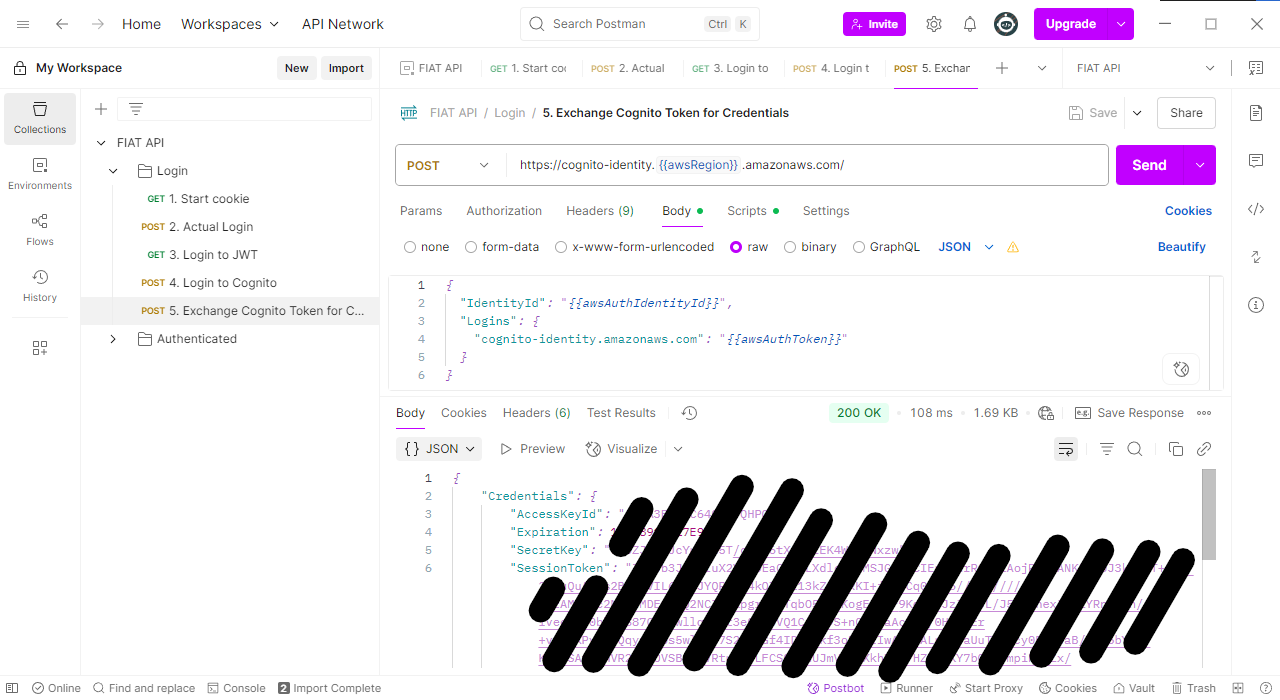 Home Workspaces API Network Search Postman Ctrl K Invite Upgrade
My Workspace New Import FIAT API GET 1. Start coo POST 2. Actual GET 3. Login to POST 4. Login t POST 5. Exchan FIAT API
Collections
Environments
Flows
History
FIAT API
Login
GET 1. Start cookie
POST 2. Actual Login
GET 3. Login to JWT
POST 4. Login to Cognito
POST 5. Exchange Cognito Token for C...
Authenticated
HTTP FIAT API / Login / 5. Exchange Cognito Token for Credentials Save Share
POST https://cognito-identity.{{awsRegion}}.amazonaws.com/ Send
Params Authorization Headers (9) Body Scripts Settings Cookies
none form-data x-www-form-urlencoded raw binary GraphQL JSON Beautify
1 {
2 "IdentityId": "{{awsAuthIdentityId}}",
3 "Logins": {
4 "cognito-identity.amazonaws.com": "{{awsAuthToken}}"
5 }
6 }
Body Cookies Headers (6) Test Results 200 OK 108 ms 1.69 KB e.g. Save Response
{} JSON Preview Visualize
1 {
2 "Credentials": {
3 "AccessKeyId": "
4 "Expiration":
5 "SecretKey": "
6 "SessionToken": "
Online Find and replace Console 2 Import Complete Postbot Runner Start Proxy Cookies Vault Trash